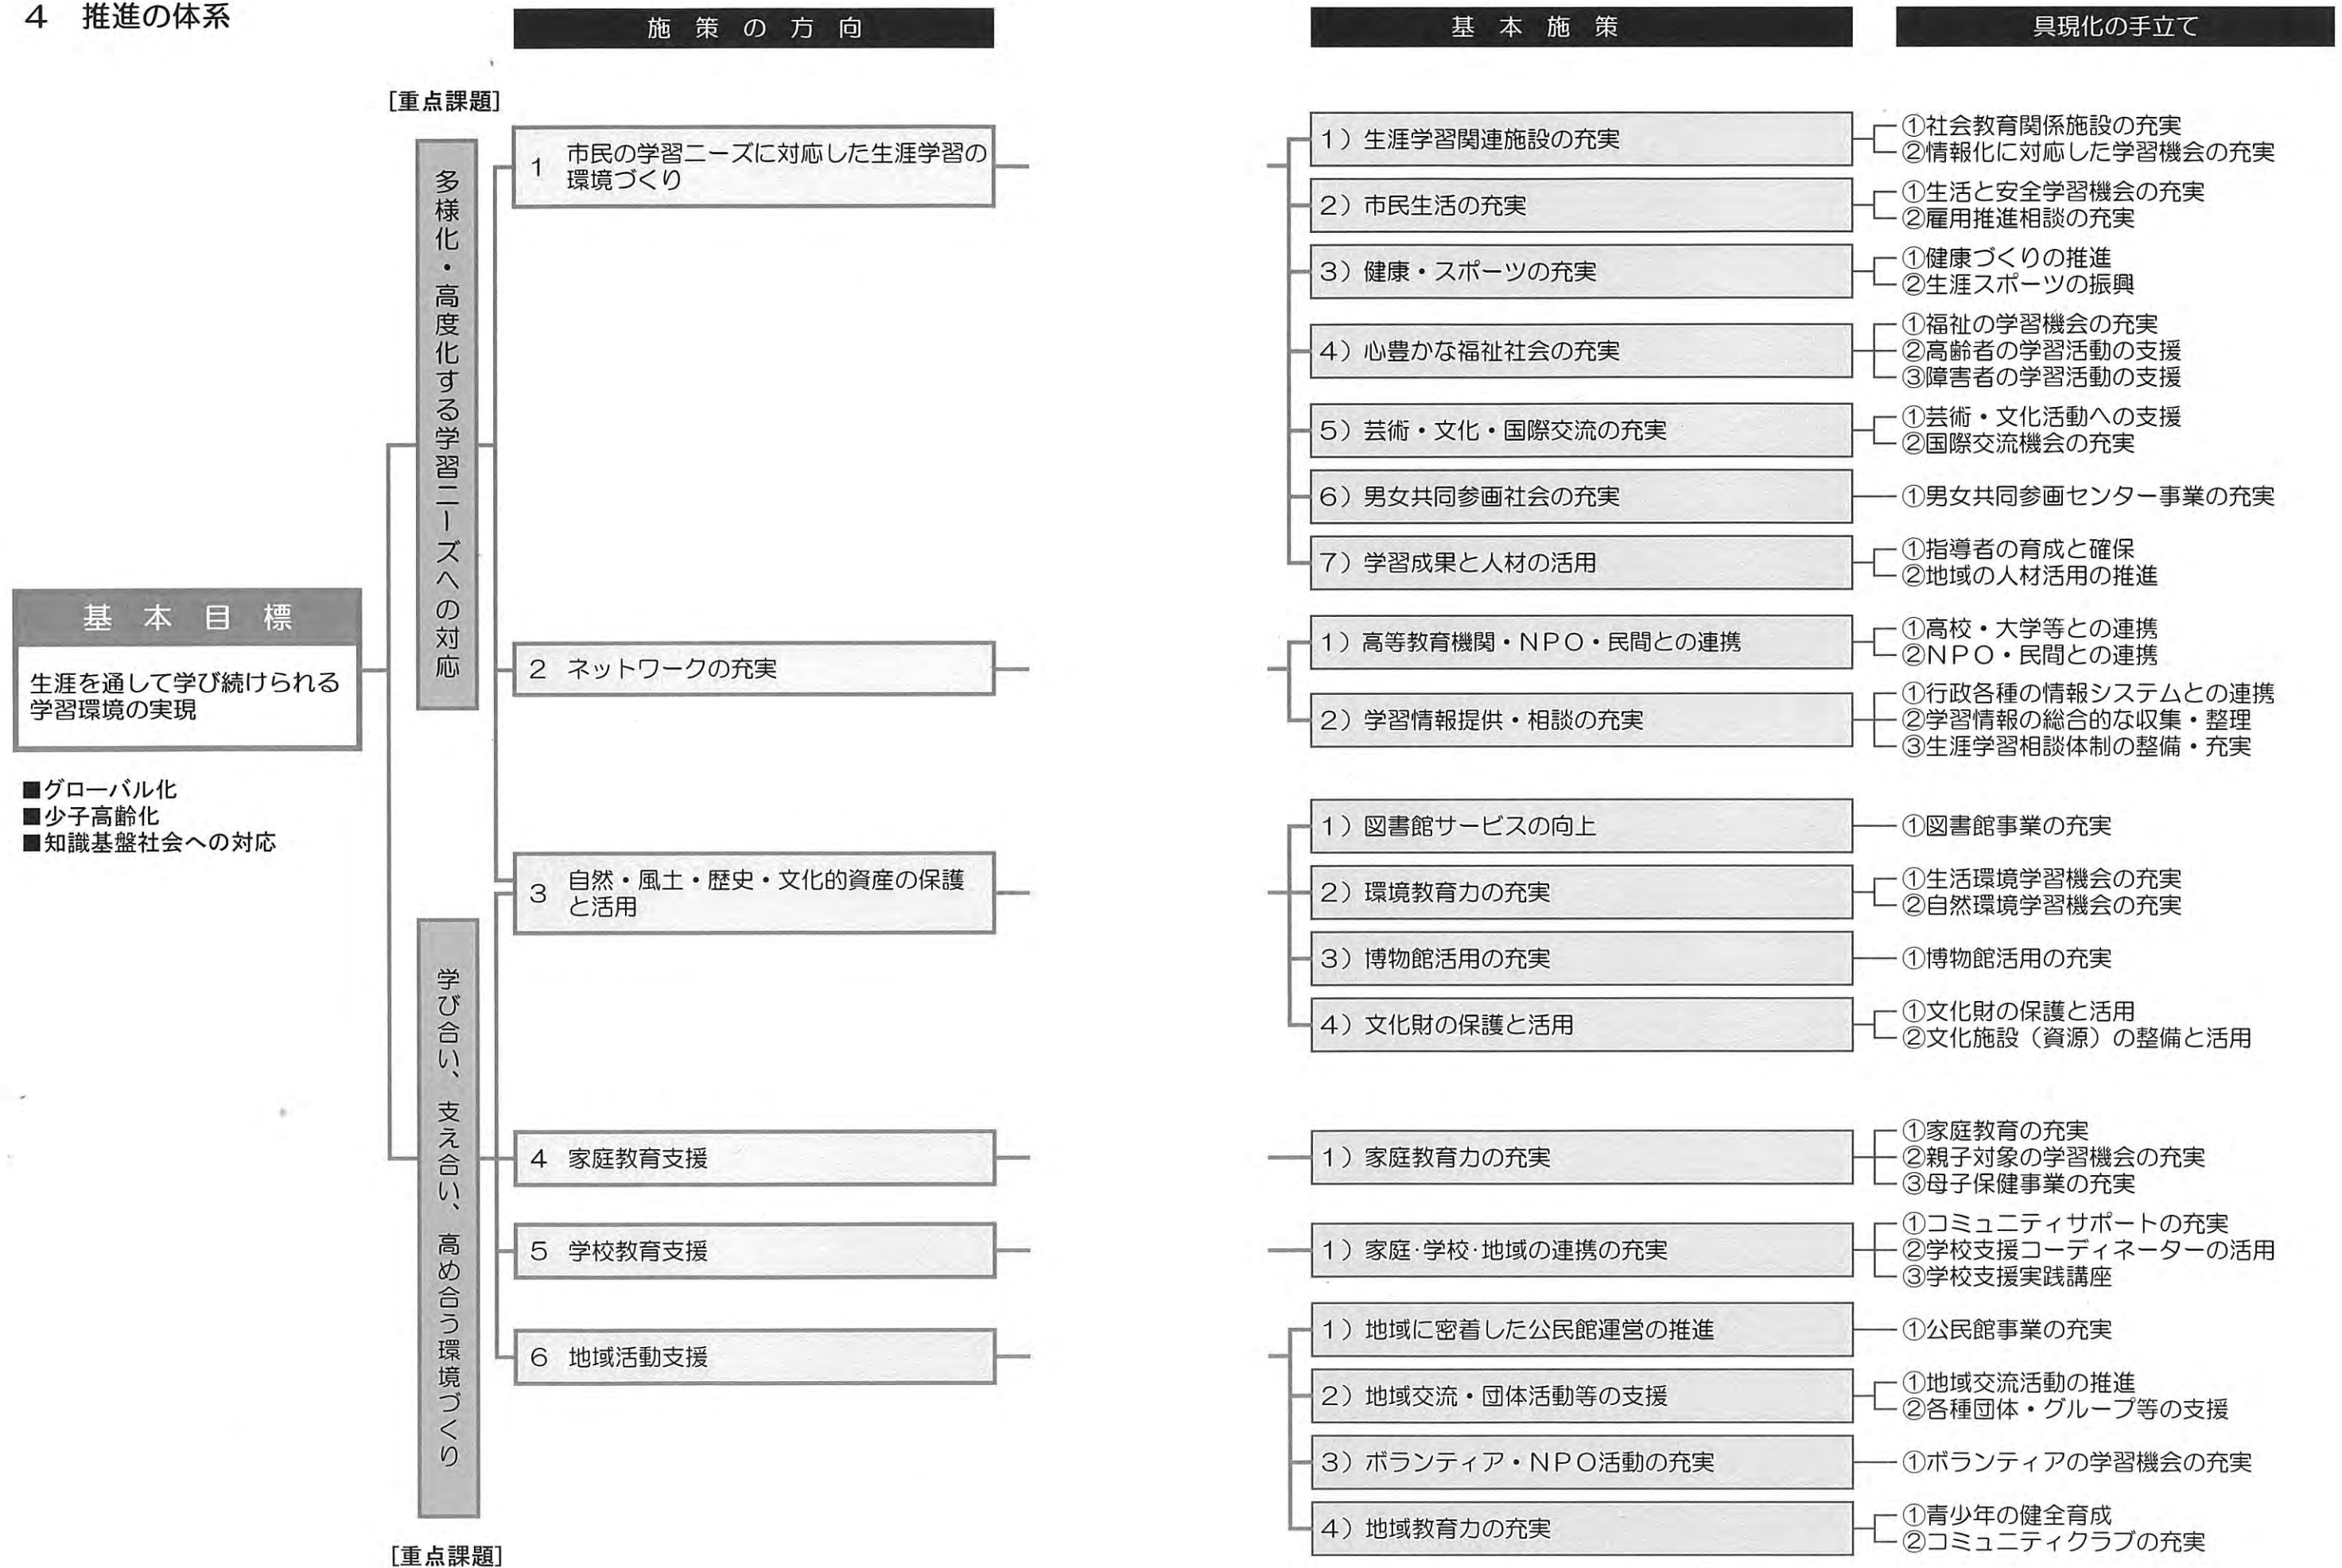 4 推進の体系
施策の方向
基本施策
具現化の手立て
[重点課題]
多様化・高度化する学習ニーズへの対応
基本目標
生涯を通して学び続けられる
学習環境の実現
■グローバル化
■少子高齢化
■知識基盤社会への対応
学び合い、支え合い、高め合う環境づくり
[重点課題]
1 市民の学習ニーズに対応した生涯学習の
環境づくり
1）生涯学習関連施設の充実
①社会教育関係施設の充実
②情報化に対応した学習機会の充実
2）市民生活の充実
①生活と安全学習機会の充実
②雇用推進相談の充実
3）健康・スポーツの充実
①健康づくりの推進
②生涯スポーツの振興
4）心豊かな福祉社会の充実
①福祉の学習機会の充実
②高齢者の学習活動の支援
③障害者の学習活動の支援
5）芸術・文化・国際交流の充実
①芸術・文化活動への支援
②国際交流機会の充実
6）男女共同参画社会の充実
①男女共同参画センター事業の充実
7）学習成果と人材の活用
①指導者の育成と確保
②地域の人材活用の推進
2 ネットワークの充実
1）高等教育機関・NPO・民間との連携
①高校・大学等との連携
②NPO・民間との連携
2）学習情報提供・相談の充実
①行政各種の情報システムとの連携
②学習情報の総合的な収集・整理
③生涯学習相談体制の整備・充実
3 自然・風土・歴史・文化的資産の保護
と活用
1）図書館サービスの向上
①図書館事業の充実
2）環境教育力の充実
①生活環境学習機会の充実
②自然環境学習機会の充実
3）博物館活用の充実
①博物館活用の充実
4）文化財の保護と活用
①文化財の保護と活用
②文化施設（資源）の整備と活用
4 家庭教育支援
1）家庭教育力の充実
①家庭教育の充実
②親子対象の学習機会の充実
③母子保健事業の充実
5 学校教育支援
1）家庭・学校・地域の連携の充実
①コミュニティサポートの充実
②学校支援コーディネーターの活用
③学校支援実践講座
6 地域活動支援
1）地域に密着した公民館運営の推進
①公民館事業の充実
2）地域交流・団体活動等の支援
①地域交流活動の推進
②各種団体・グループ等の支援
3）ボランティア・NPO活動の充実
①ボランティアの学習機会の充実
4）地域教育力の充実
①青少年の健全育成
②コミュニティクラブの充実